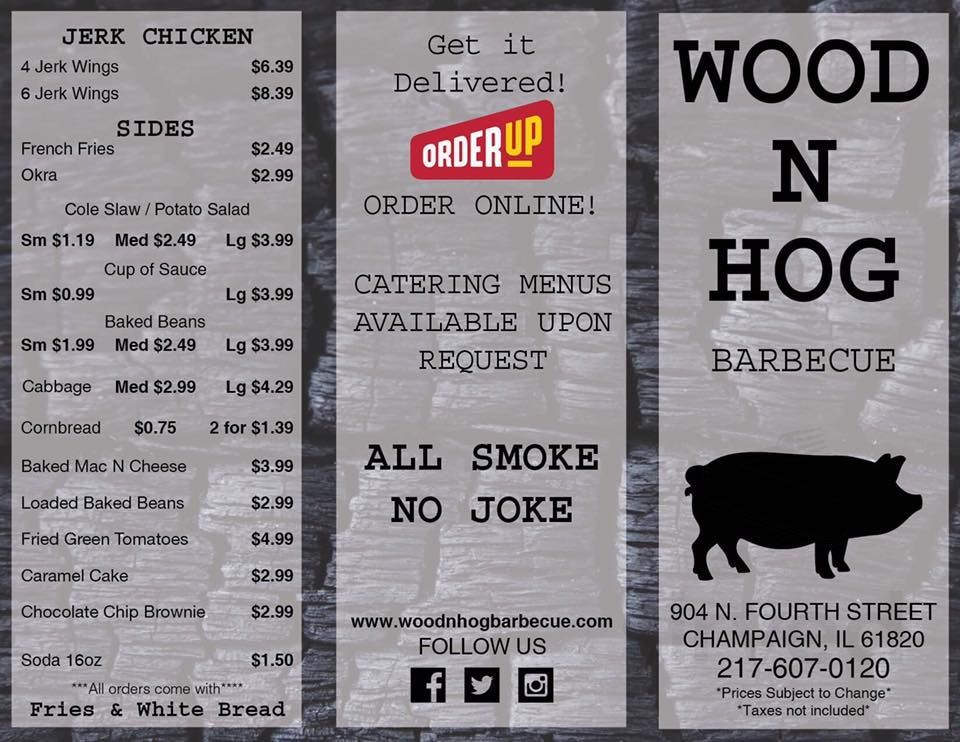 JERK CHICKEN
4 Jerk Wings $6.39
6 Jerk Wings $8.39
SIDES
French Fries $2.49
Okra $2.99
Cole Slaw / Potato Salad
Sm $1.19 Med $2.49 Lg $3.99
Cup of Sauce
Sm $0.99 Lg $3.99
Baked Beans
Sm $1.99 Med $2.49 Lg $3.99
Cabbage Med $2.99 Lg $4.29
Cornbread $0.75 2 for $1.39
Baked Mac N Cheese $3.99
Loaded Baked Beans $2.99
Fried Green Tomatoes $4.99
Caramel Cake $2.99
Chocolate Chip Brownie $2.99
Soda 16oz $1.50
***All orders come with****
Fries & White Bread
Get it
Delivered!
ORDER UP
ORDER ONLINE!
CATERING MENUS
AVAILABLE UPON
REQUEST
ALL SMOKE
NO JOKE
www.woodnhogbarbecue.com
FOLLOW US
WOOD
N
HOG
BARBECUE
904 N. FOURTH STREET
CHAMPAIGN, IL 61820
217-607-0120
*Prices Subject to Change*
*Taxes not included*